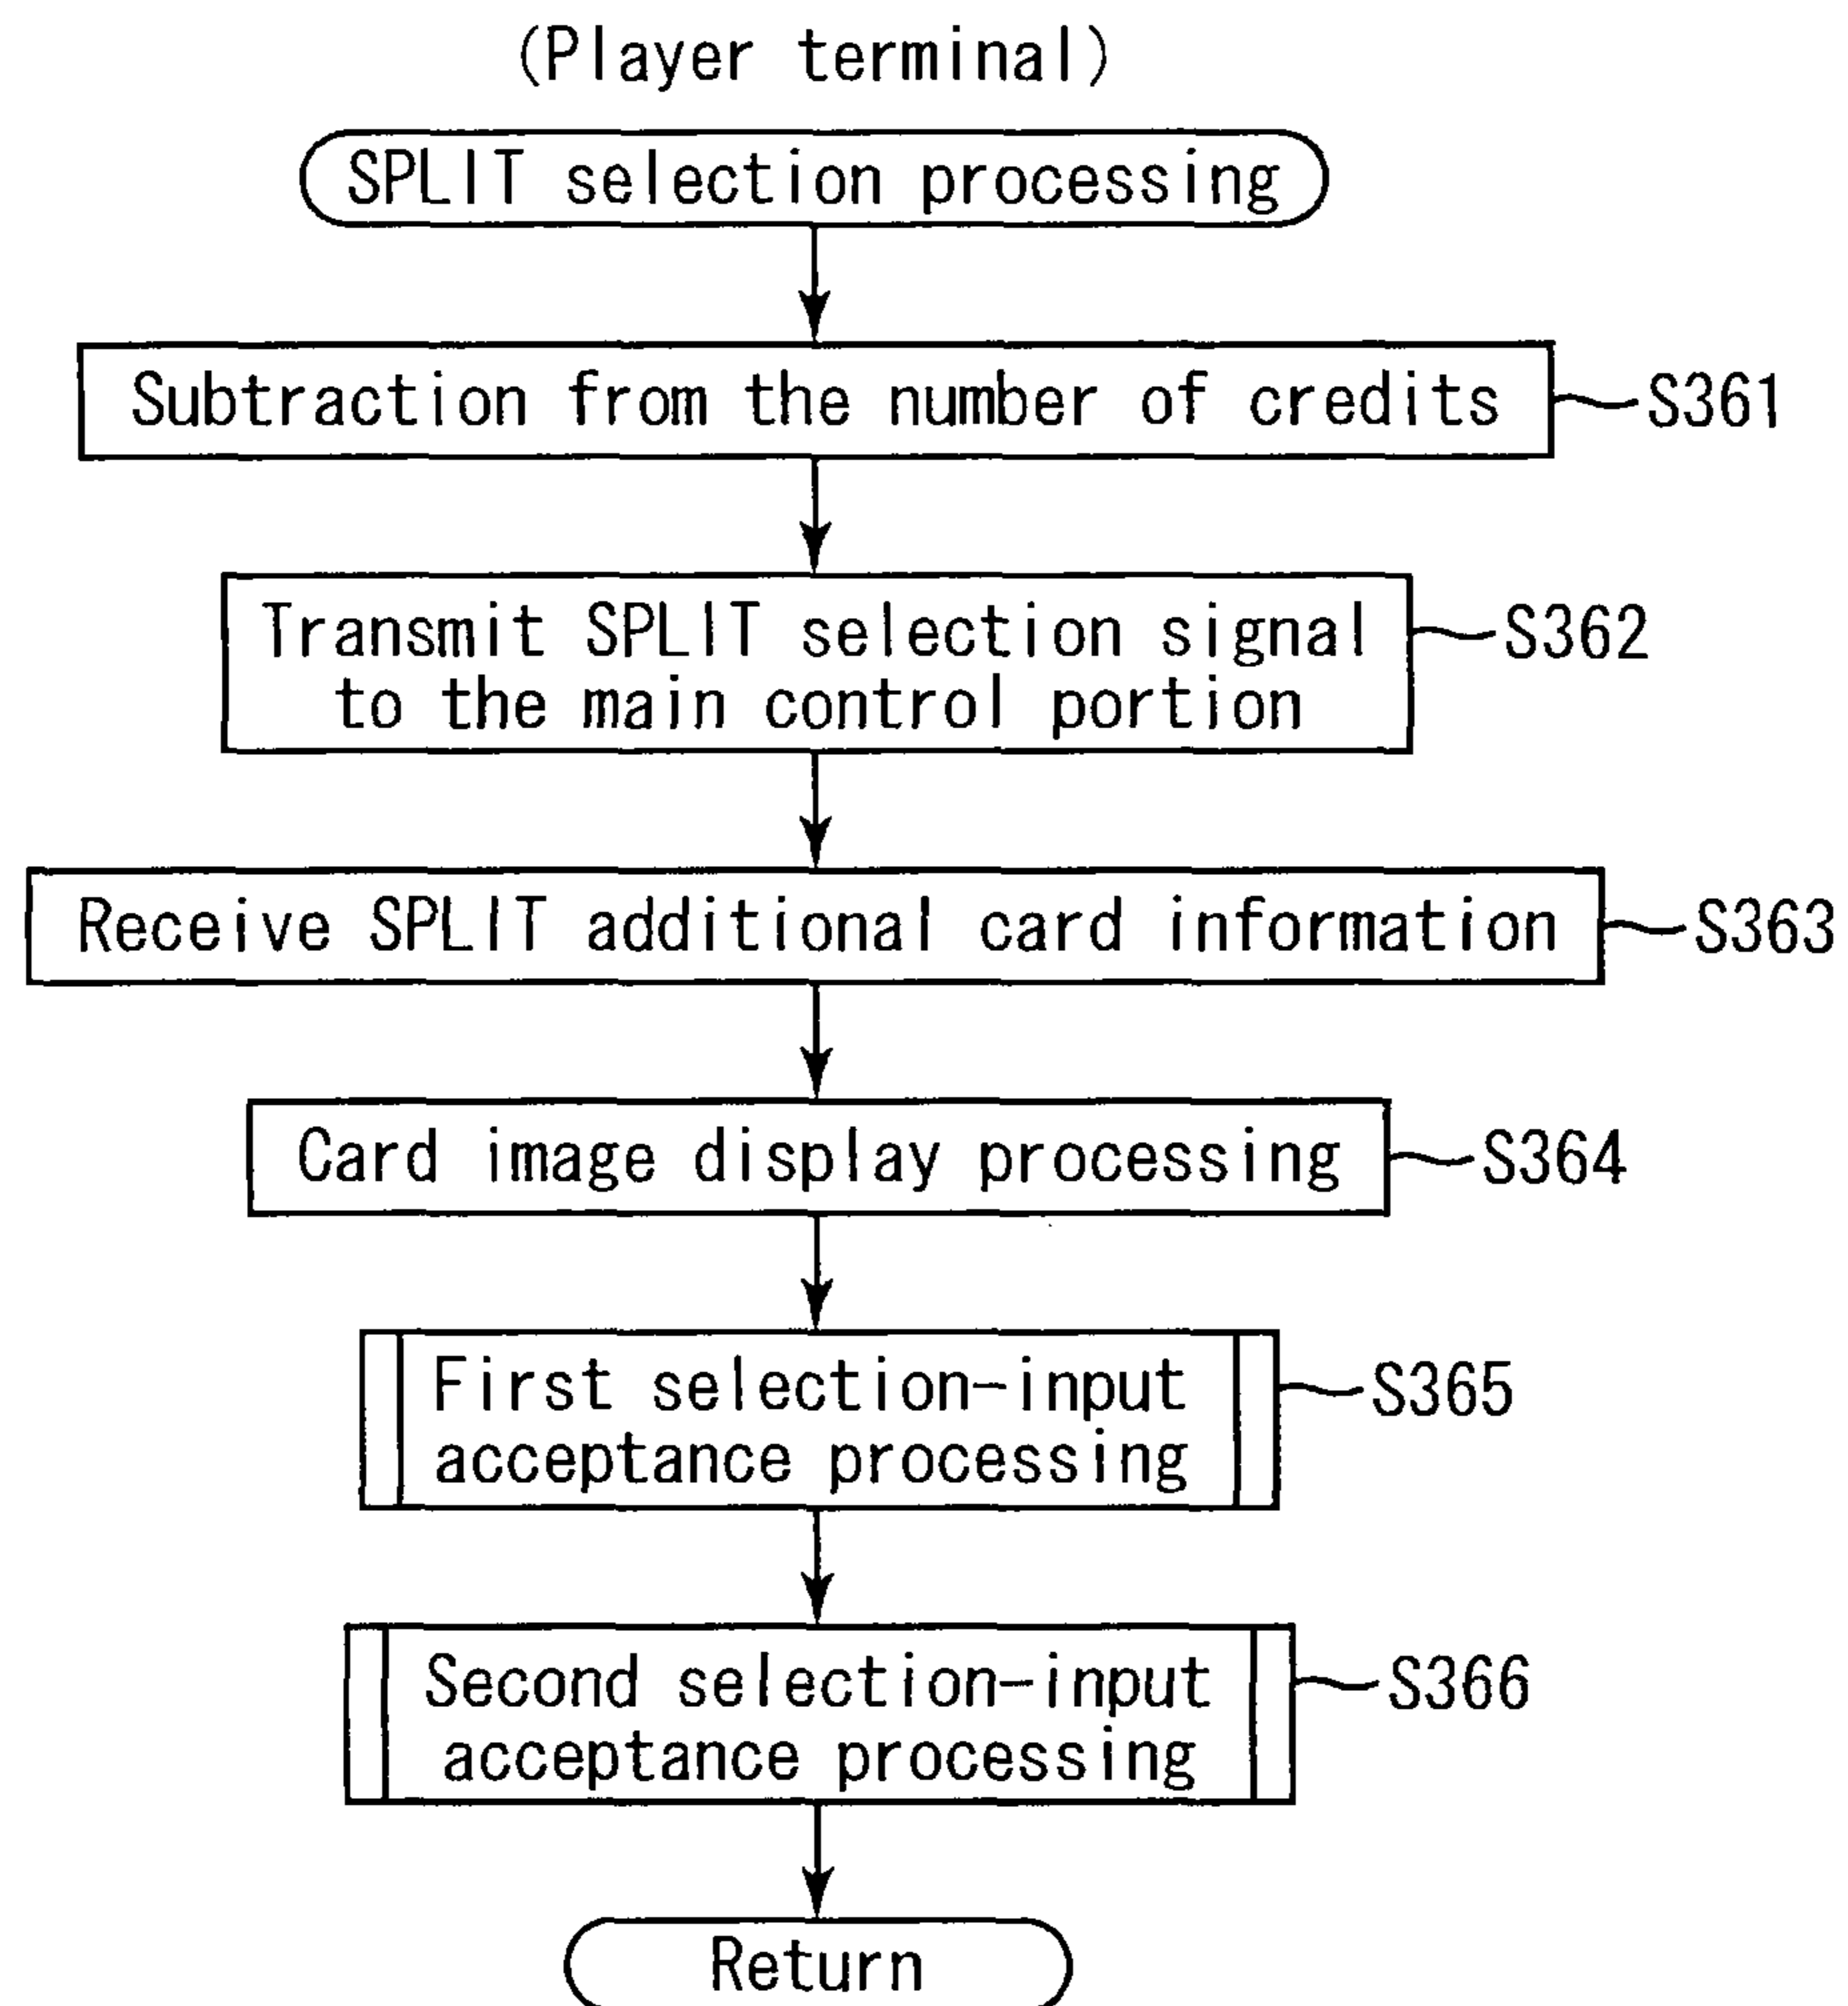 (Player terminal)
SPLIT selection processing
Subtraction from the number of credits
S361
Transmit SPLIT selection signal
to the main control portion
S362
Receive SPLIT additional card information
S363
Card image display processing
S364
First selection-input
acceptance processing
S365
Second selection-input
acceptance processing
S366
Return